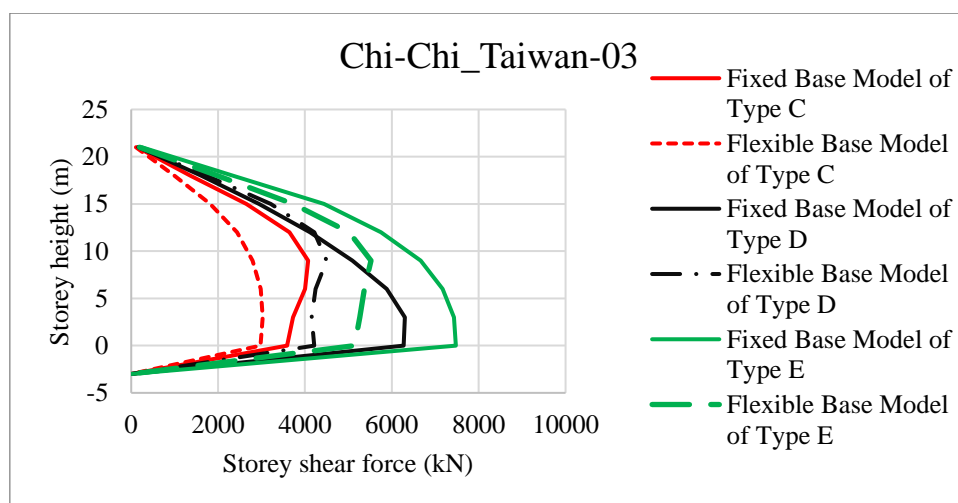 Chi-Chi_Taiwan-03
25
20
15
10
5
0
-5
0 2000 4000 6000 8000 10000
Storey height (m)
Storey shear force (kN)
Fixed Base Model of
Type C
Flexible Base Model
of Type C
Fixed Base Model of
Type D
Flexible Base Model
of Type D
Fixed Base Model of
Type E
Flexible Base Model
of Type E